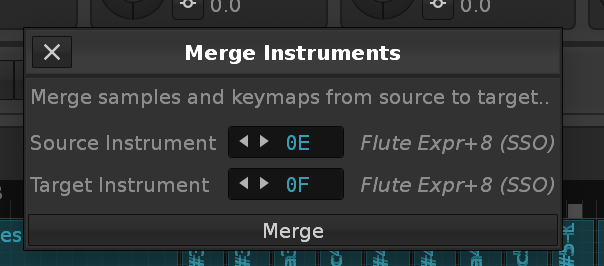 0.0 0.0
Merge Instruments
Merge samples and keymaps from source to target..
Source Instrument 0E Flute Expr+8 (SSO)
Target Instrument 0F Flute Expr+8 (SSO)
Merge
es